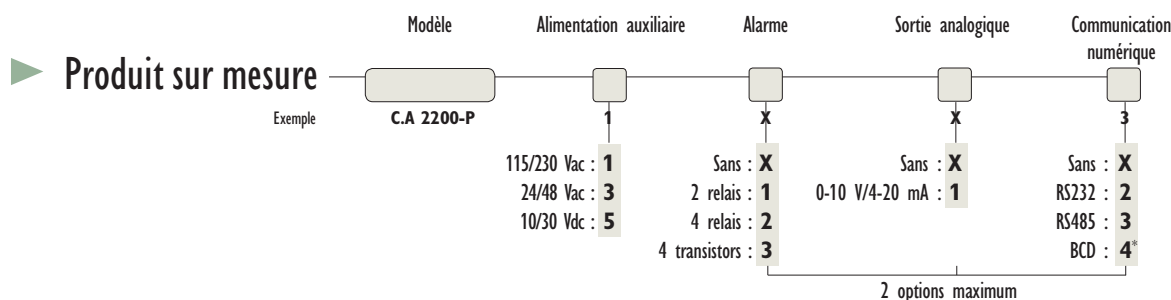 Modèle Alimentation auxiliaire Alarme Sortie analogique Communication numérique
Produit sur mesure
Exemple C.A 2200-P 1 X X 3
115/230 Vac : 1 Sans : X Sans : X Sans : X
24/48 Vac : 3 2 relais : 1 0-10 V/4-20 mA : 1 RS232 : 2
10/30 Vdc : 5 4 relais : 2 RS485 : 3
4 transistors : 3 BCD : 4*
2 options maximum